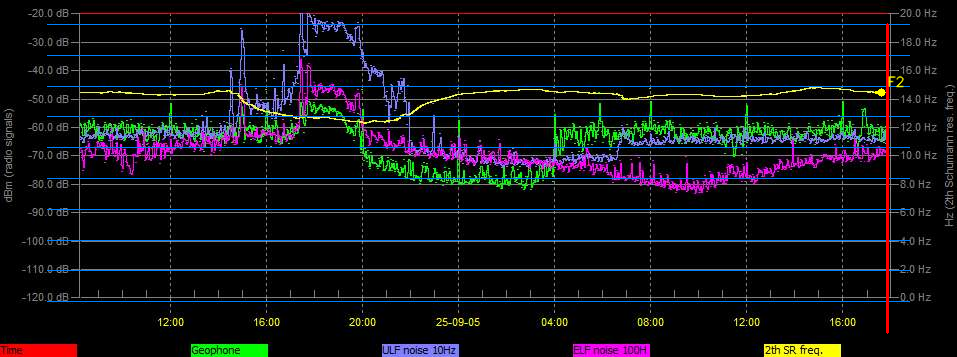 -20.0 dB
20.0 Hz
-30.0 dB
18.0 Hz
-40.0 dB
16.0 Hz
F2
-50.0 dB
14.0 Hz
-60.0 dB
12.0 Hz
-70.0 dB
10.0 Hz
-80.0 dB
8.0 Hz
-90.0 dB
6.0 Hz
-100.0 dB
4.0 Hz
-110.0 dB
2.0 Hz
-120.0 dB
0.0 Hz
dBm (radio signals)
Hz (2th Schumann res. freq.)
12:00 16:00 20:00 25-09-05 04:00 08:00 12:00 16:00
Time Geophone ULF noise 10Hz ELF noise 100H 2th SR freq.